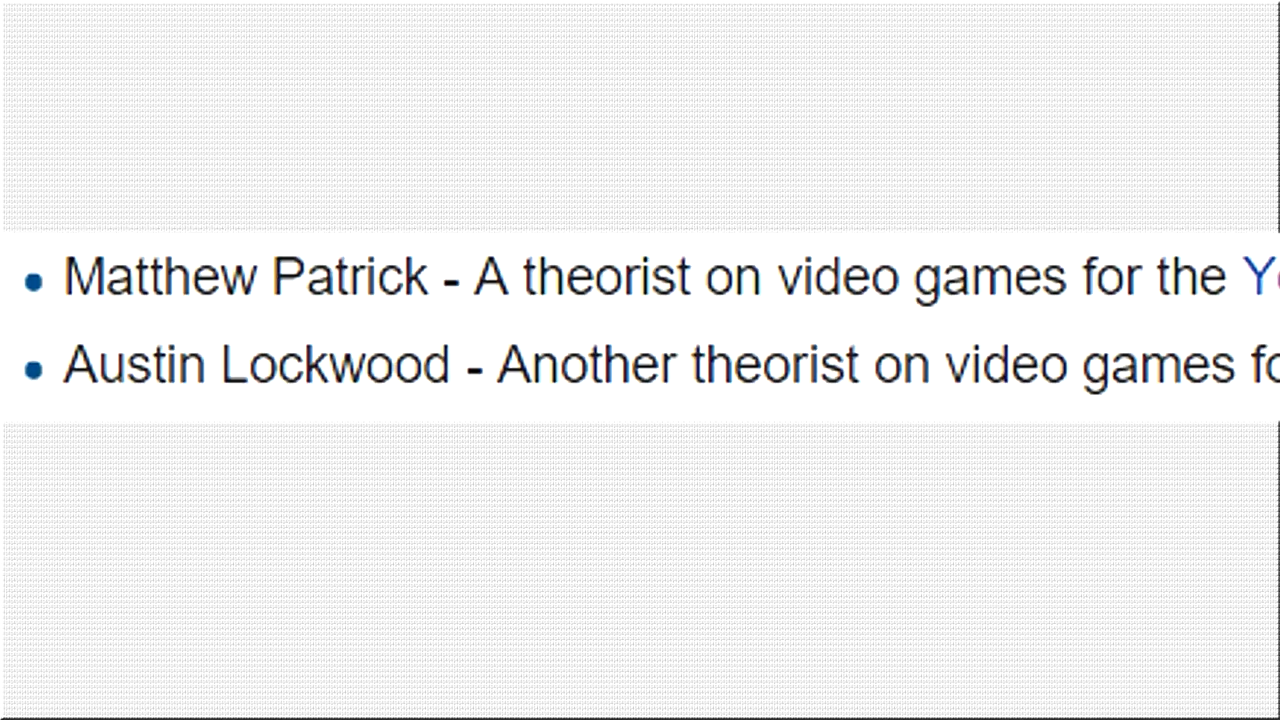 • Matthew Patrick - A theorist on video games for the
• Austin Lockwood - Another theorist on video games